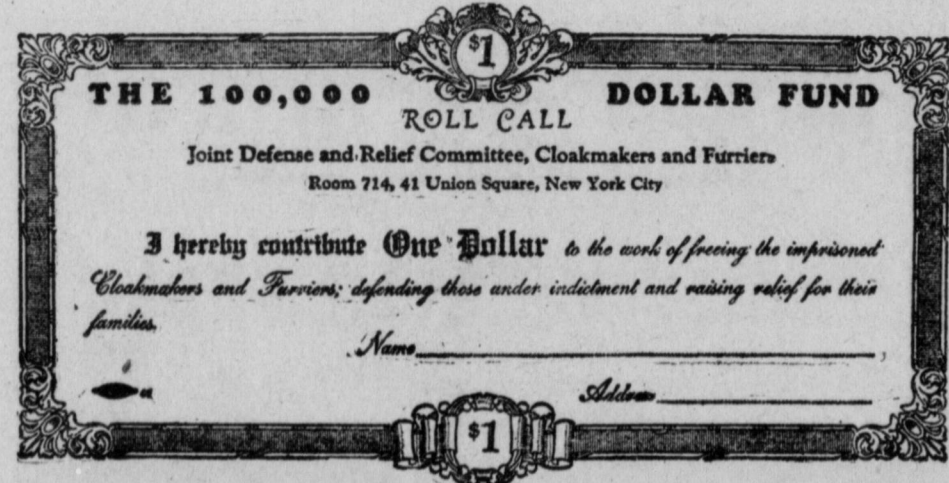 $1
THE 100,000 DOLLAR FUND
ROLL CALL
Joint Defense and Relief Committee, Cloakmakers and Furriers
Room 714, 41 Union Square, New York City
I hereby contribute One Dollar to the work of freeing the imprisoned
Cloakmakers and Furriers; defending those under indictment and raising relief for their
families.
Name
Address
$1